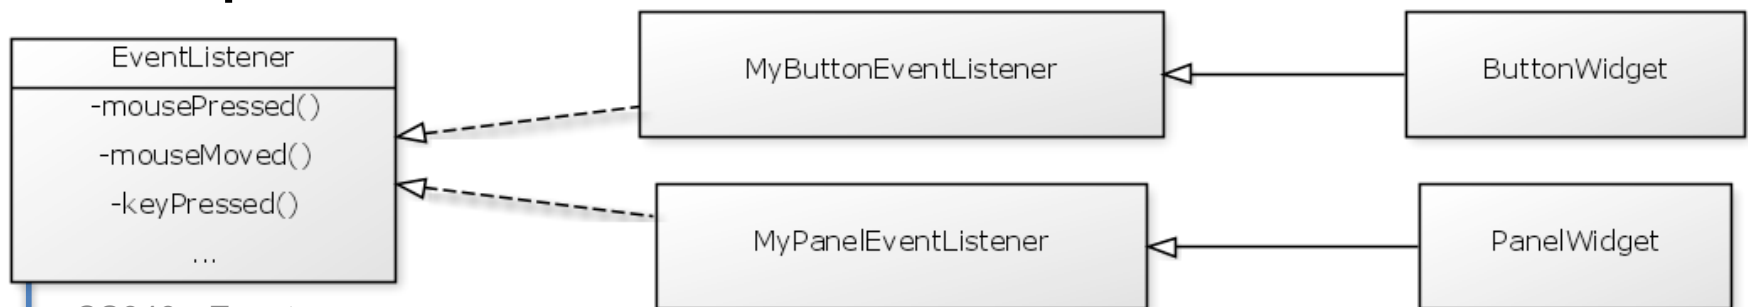 EventListener
-mousePressed()
-mouseMoved()
-keyPressed()
...
MyButtonEventListener
ButtonWidget
MyPanelEventListener
PanelWidget